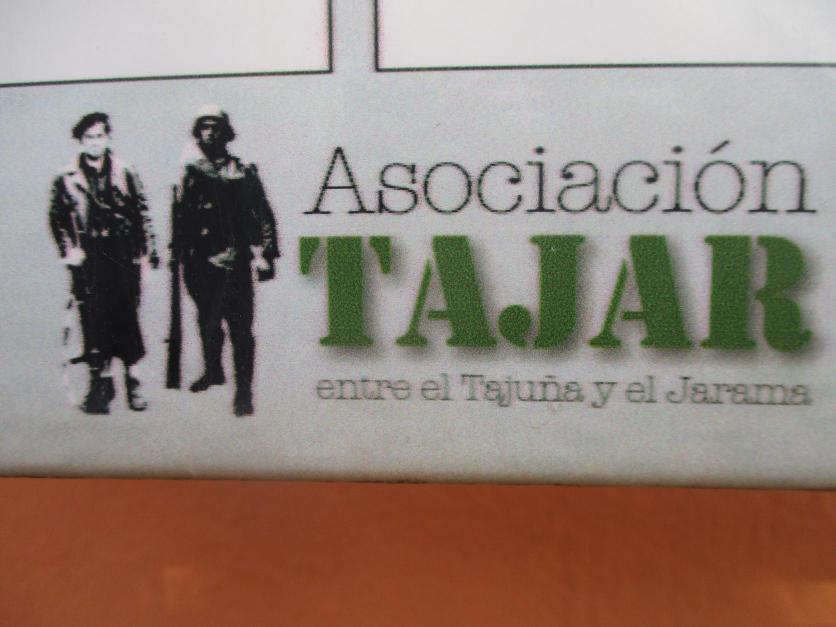 Asociación
TAJAR
entre el Tajuña y el Jarama